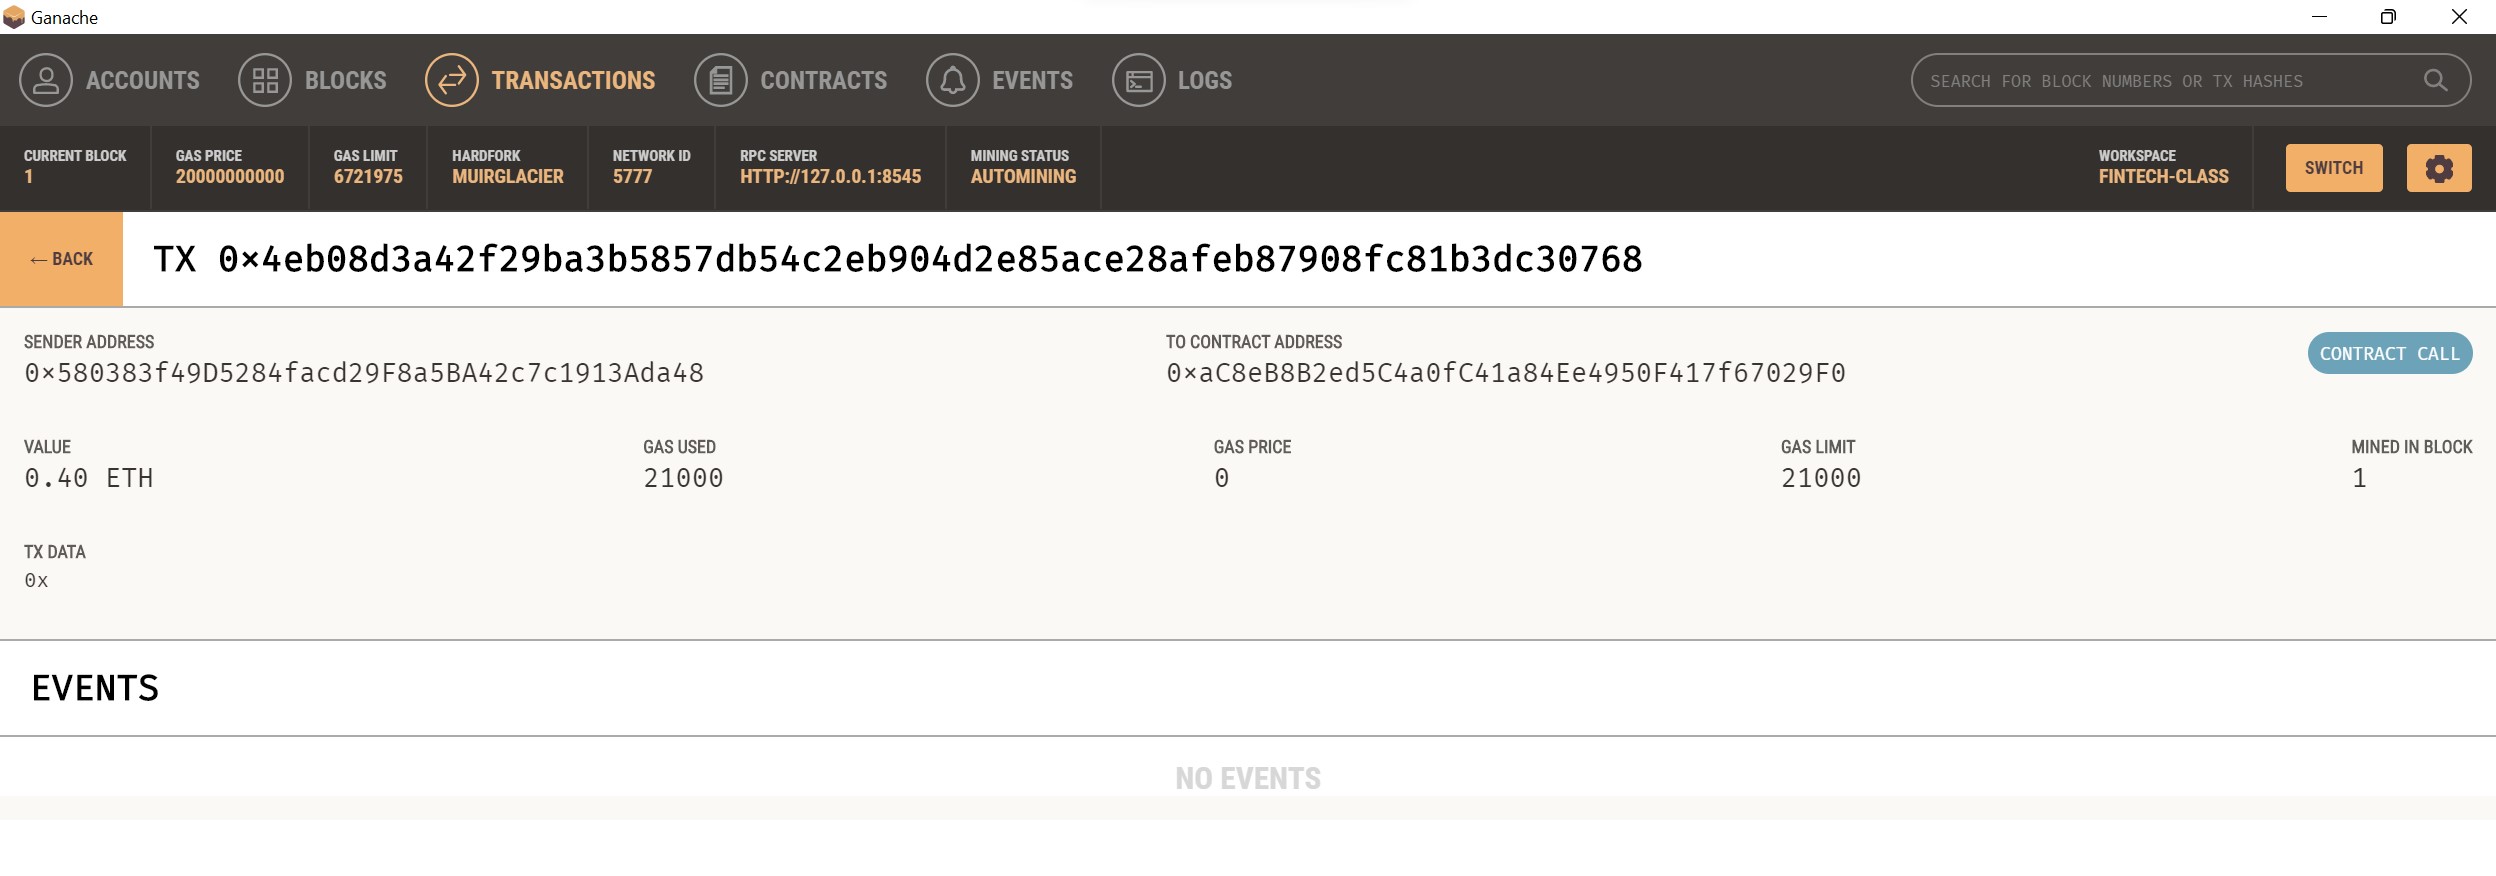 Ganache
ACCOUNTS BLOCKS TRANSACTIONS CONTRACTS EVENTS LOGS SEARCH FOR BLOCK NUMBERS OR TX HASHES
CURRENT BLOCK GAS PRICE GAS LIMIT HARDFORK NETWORK ID RPC SERVER MINING STATUS WORKSPACE
1 20000000000 6721975 MUIRGLACIER 5777 HTTP://127.0.0.1:8545 AUTOMINING FINTECH-CLASS SWITCH
← BACK TX 0×4eb08d3a42f29ba3b5857db54c2eb904d2e85ace28afeb87908fc81b3dc30768
SENDER ADDRESS TO CONTRACT ADDRESS
0×580383f49D5284facd29F8a5BA42c7c1913Ada48 0×aC8eB8B2ed5C4a0fC41a84Ee4950F417f67029F0 CONTRACT CALL
VALUE GAS USED GAS PRICE GAS LIMIT MINED IN BLOCK
0.40 ETH 21000 0 21000 1
TX DATA
0x
EVENTS
NO EVENTS